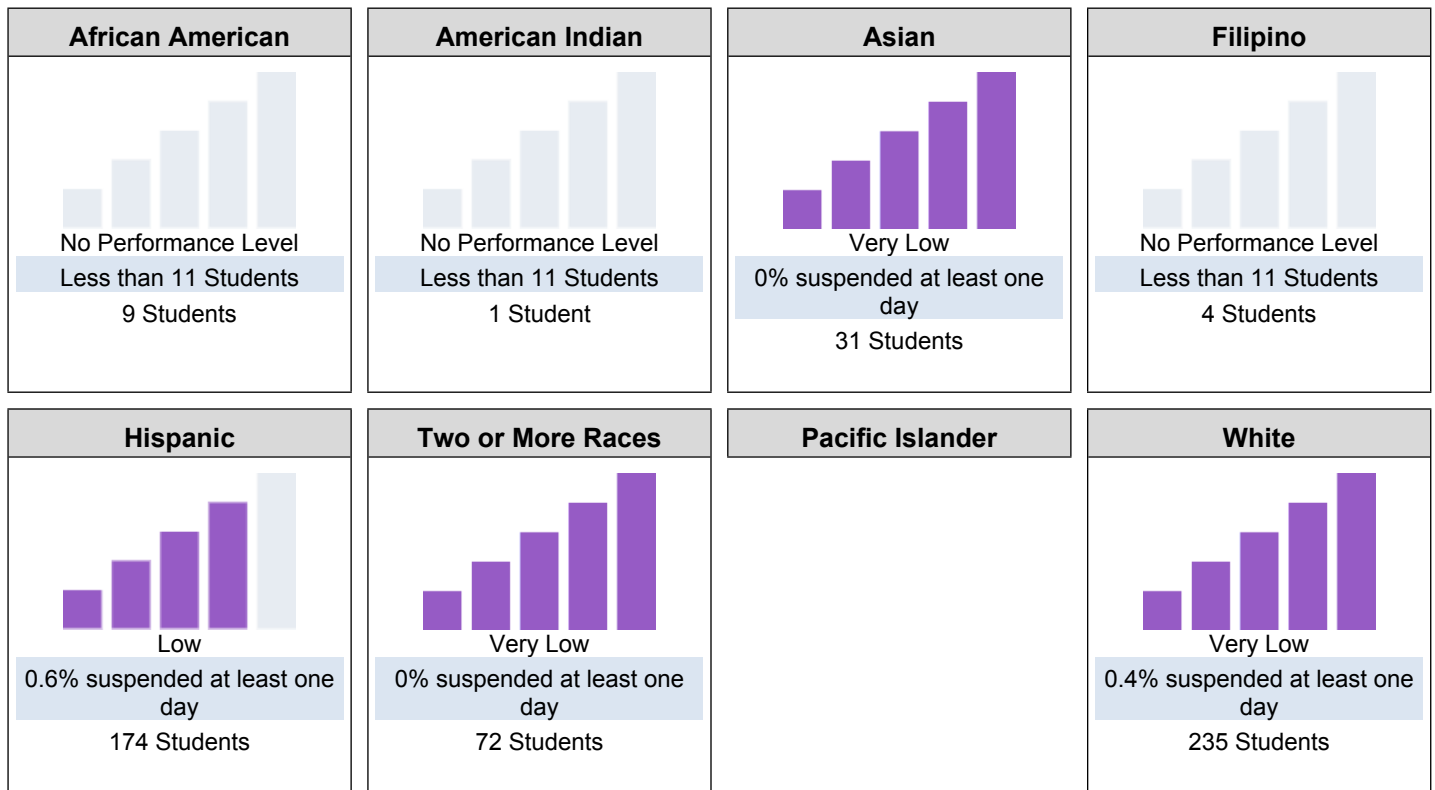 African American
No Performance Level
Less than 11 Students
9 Students
American Indian
No Performance Level
Less than 11 Students
1 Student
Asian
Very Low
0% suspended at least one
day
31 Students
Filipino
No Performance Level
Less than 11 Students
4 Students
Hispanic
Low
0.6% suspended at least one
day
174 Students
Two or More Races
Very Low
0% suspended at least one
day
72 Students
Pacific Islander
White
Very Low
0.4% suspended at least one
day
235 Students